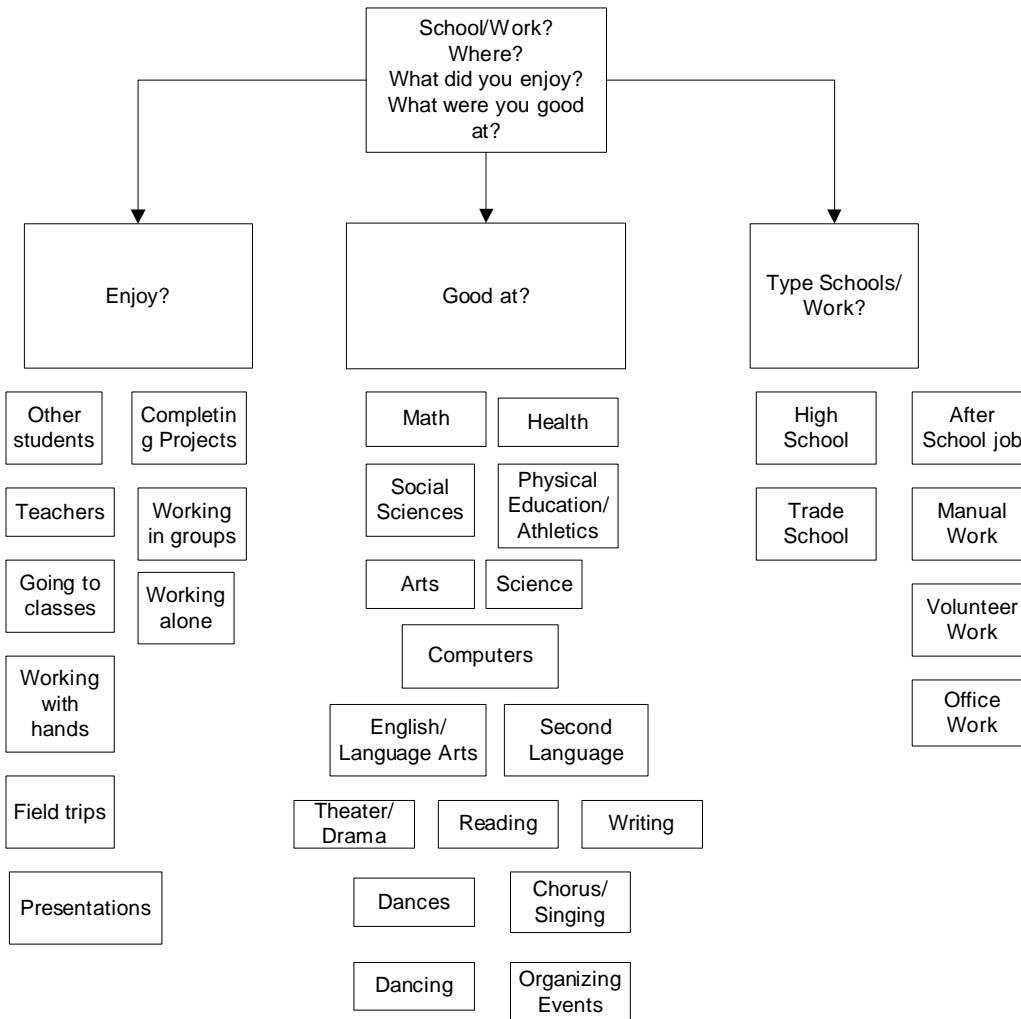 School/Work?
Where?
What did you enjoy?
What were you good
at?
Enjoy?
Good at?
Type Schools/
Work?
Other
students
Completin
g Projects
Teachers
Working
in groups
Going to
classes
Working
alone
Working
with
hands
Field trips
Presentations
Math
Health
Social
Sciences
Physical
Education/
Athletics
Arts
Science
Computers
English/
Language Arts
Second
Language
Theater/
Drama
Reading
Writing
Dances
Chorus/
Singing
Dancing
Organizing
Events
High
School
After
School job
Trade
School
Manual
Work
Volunteer
Work
Office
Work